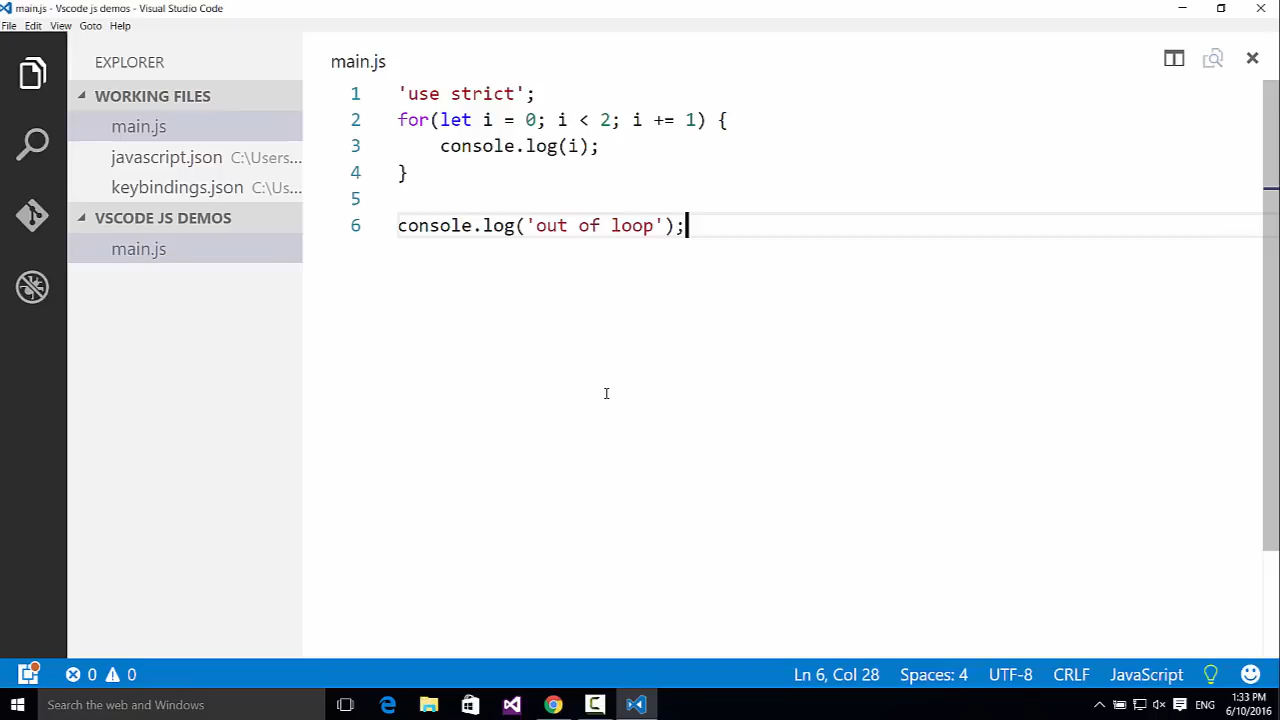 main.js - Vscode js demos - Visual Studio Code
File Edit View Goto Help
EXPLORER
WORKING FILES
main.js
javascript.json C:\Users...
keybindings.json C:\Us...
VSCODE JS DEMOS
main.js
main.js
1 'use strict';
2 for(let i = 0; i < 2; i += 1) {
3     console.log(i);
4 }
5
6 console.log('out of loop');
0 0
Ln 6, Col 28 Spaces: 4 UTF-8 CRLF JavaScript
Search the web and Windows
ENG
1:33 PM
6/10/2016